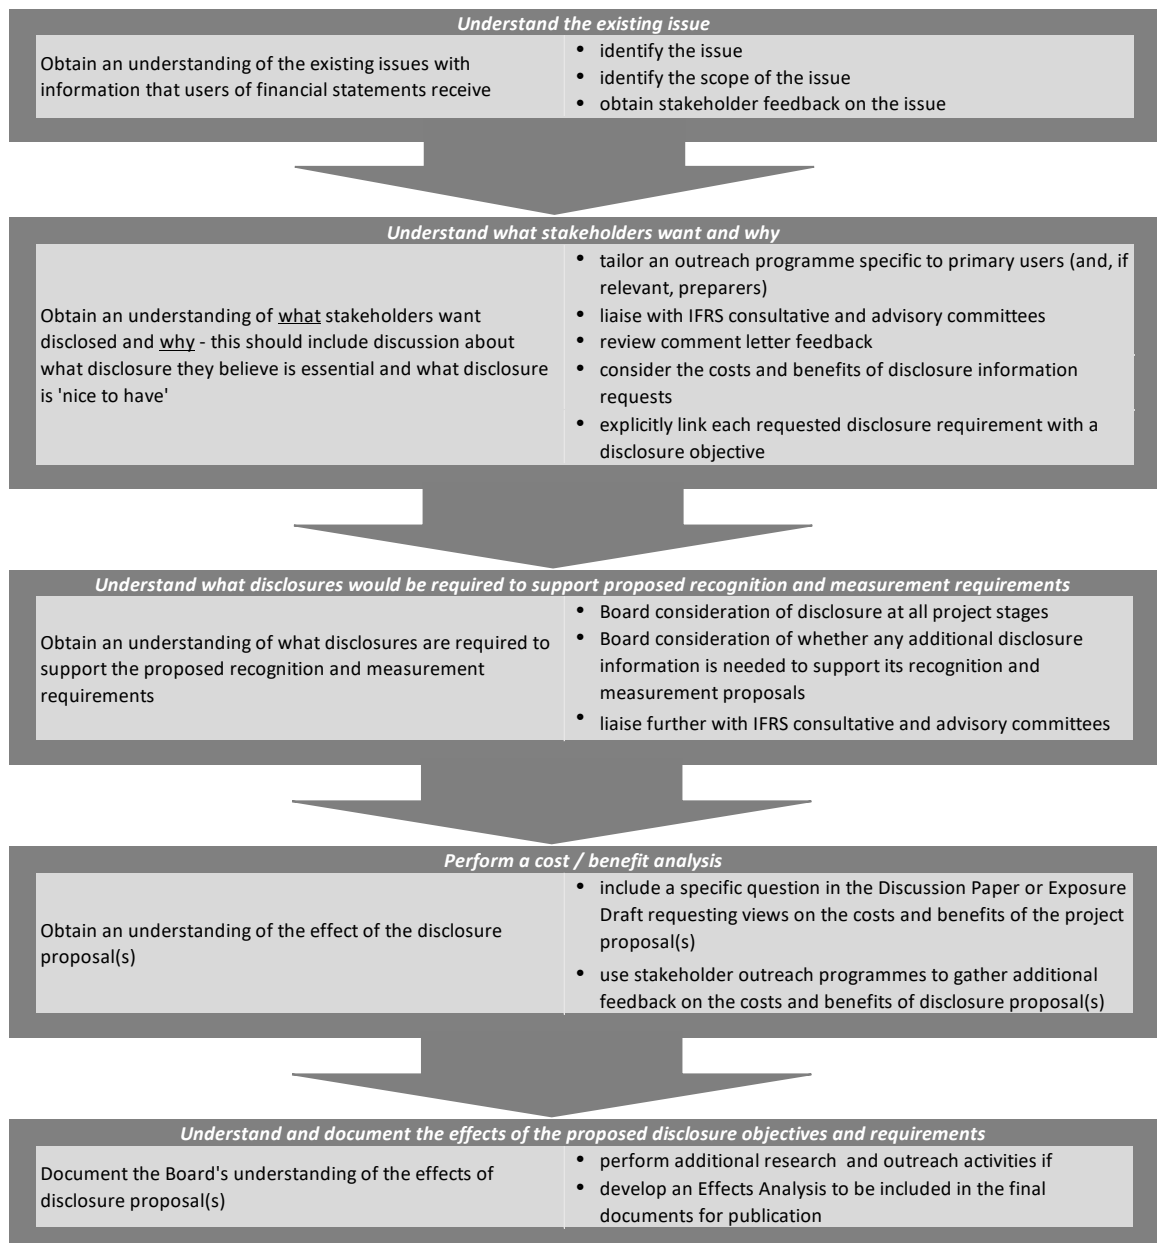 Understand the existing issue
Obtain an understanding of the existing issues with
information that users of financial statements receive
• identify the issue
• identify the scope of the issue
• obtain stakeholder feedback on the issue
Understand what stakeholders want and why
Obtain an understanding of what stakeholders want
disclosed and why - this should include discussion about
what disclosure they believe is essential and what disclosure
is 'nice to have'
• tailor an outreach programme specific to primary users (and, if
relevant, preparers)
• liaise with IFRS consultative and advisory committees
• review comment letter feedback
• consider the costs and benefits of disclosure information
requests
• explicitly link each requested disclosure requirement with a
disclosure objective
Understand what disclosures would be required to support proposed recognition and measurement requirements
Obtain an understanding of what disclosures are required to
support the proposed recognition and measurement
requirements
• Board consideration of disclosure at all project stages
• Board consideration of whether any additional disclosure
information is needed to support its recognition and
measurement proposals
• liaise further with IFRS consultative and advisory committees
Perform a cost / benefit analysis
Obtain an understanding of the effect of the disclosure
proposal(s)
• include a specific question in the Discussion Paper or Exposure
Draft requesting views on the costs and benefits of the project
proposal(s)
• use stakeholder outreach programmes to gather additional
feedback on the costs and benefits of disclosure proposal(s)
Understand and document the effects of the proposed disclosure objectives and requirements
Document the Board's understanding of the effects of
disclosure proposal(s)
• perform additional research  and outreach activities if
• develop an Effects Analysis to be included in the final
documents for publication